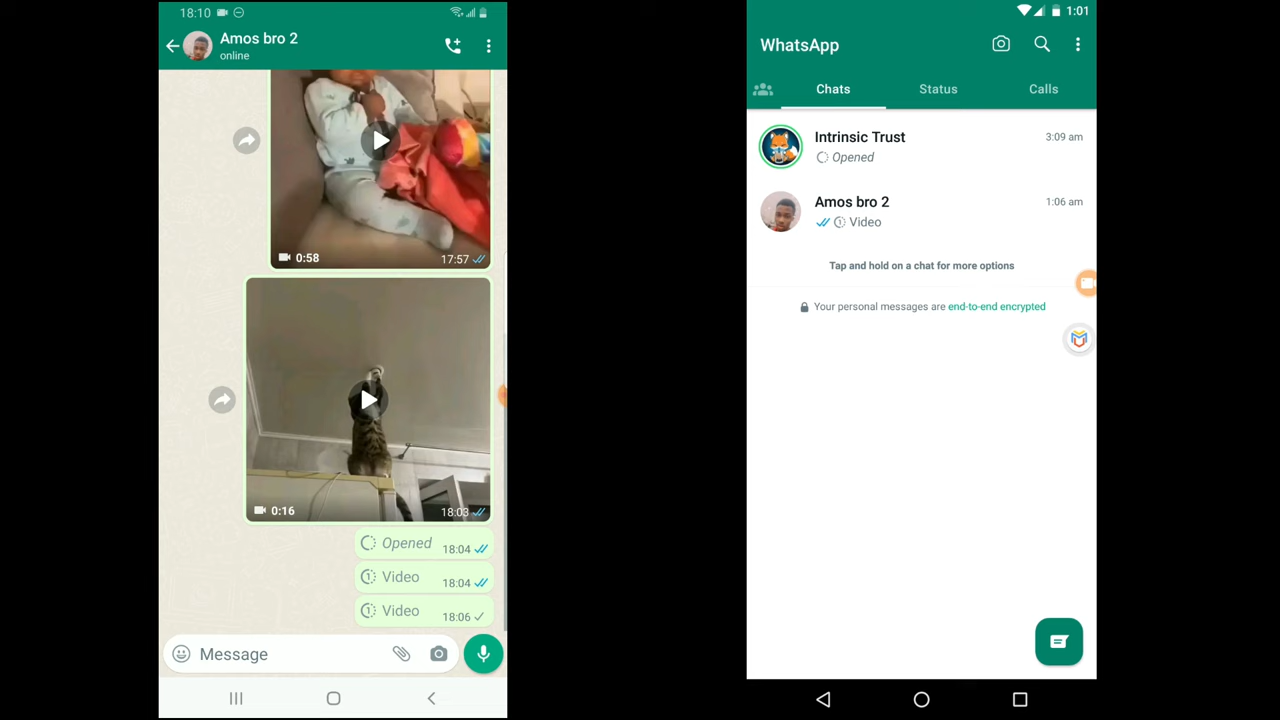 18:10
Amos bro 2
online
0:58
17:57
0:16
18:03
Opened 18:04
1 Video 18:04
1 Video 18:06
Message
1:01
WhatsApp
Chats Status Calls
Intrinsic Trust 3:09 am
Opened
Amos bro 2 1:06 am
1 Video
Tap and hold on a chat for more options
Your personal messages are end-to-end encrypted